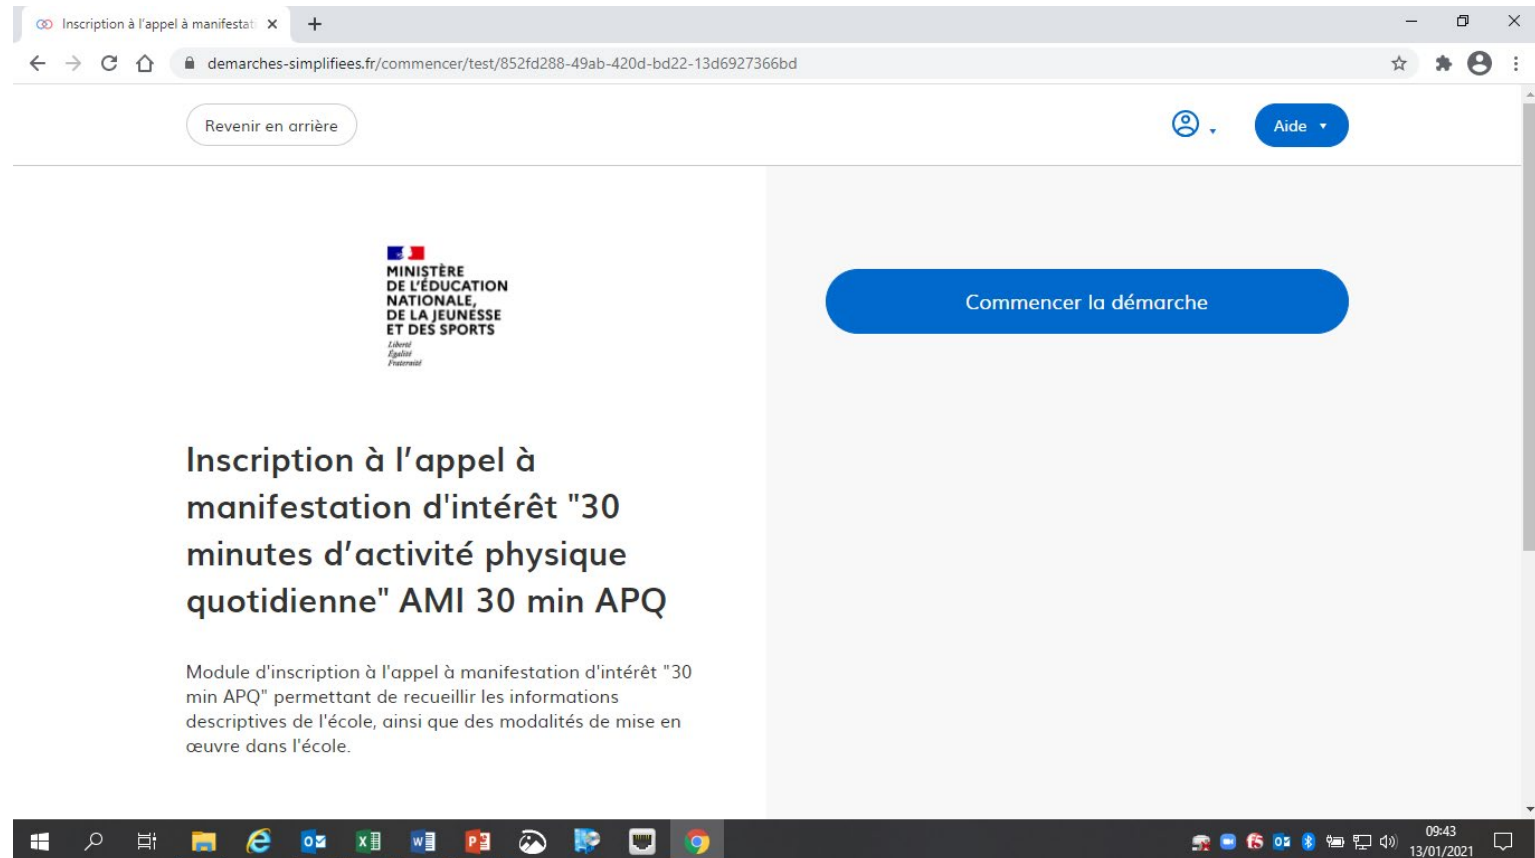 Inscription à l'appel à manifestat
demarches-simplifiees.fr/commencer/test/852fd288-49ab-420d-bd22-13d6927366bd
Revenir en arrière
Aide
MINISTÈRE
DE L'ÉDUCATION
NATIONALE,
DE LA JEUNESSE
ET DES SPORTS
Liberté
Égalité
Fraternité
Commencer la démarche
Inscription à l'appel à
manifestation d'intérêt "30
minutes d'activité physique
quotidienne" AMI 30 min APQ
Module d'inscription à l'appel à manifestation d'intérêt "30
min APQ" permettant de recueillir les informations
descriptives de l'école, ainsi que des modalités de mise en
œuvre dans l'école.
09:43
13/01/2021